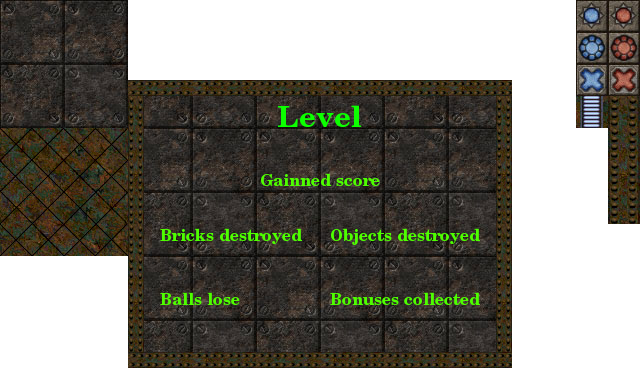 Level
Gainned score
Bricks destroyed Objects destroyed
Balls lose Bonuses collected